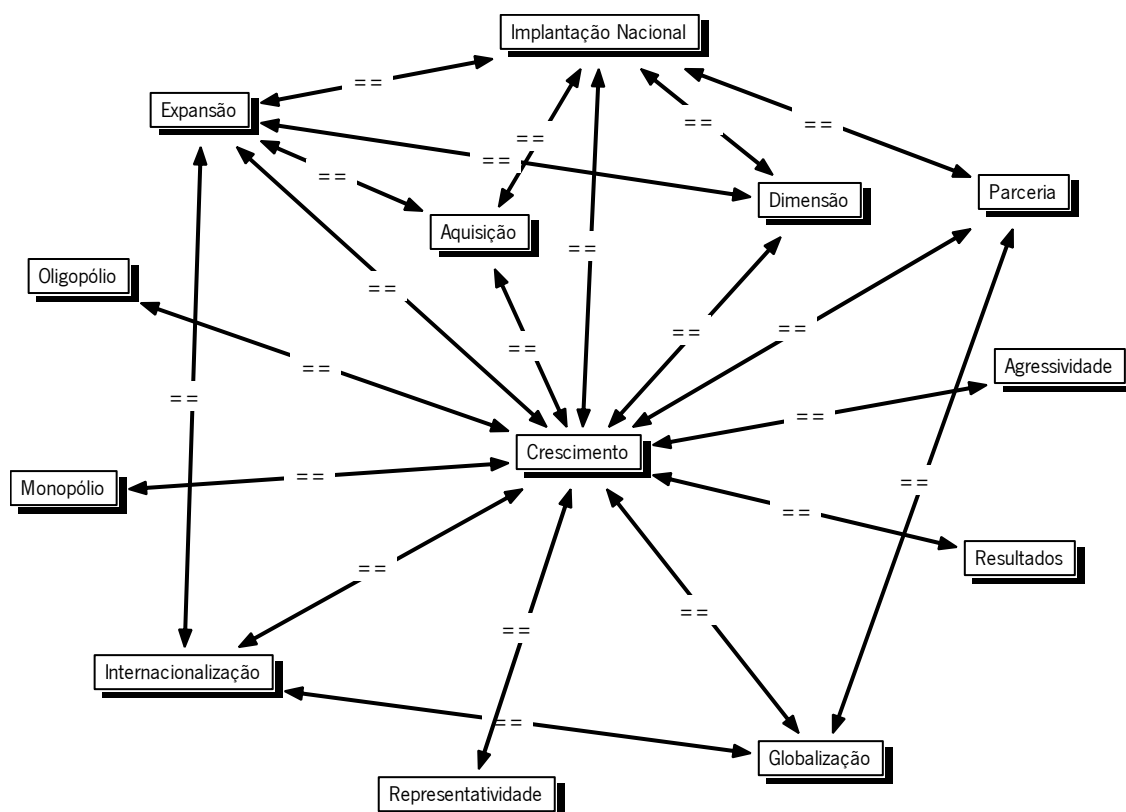 Implantação Nacional
==
Expansão
==
==
==
==
==
Parceria
Dimensão
Aquisição
==
Oligopólio
==
==
==
==
==
Agressividade
==
==
Crescimento
==
Monopólio
==
==
Resultados
==
==
==
Internacionalização
==
Globalização
Representatividade